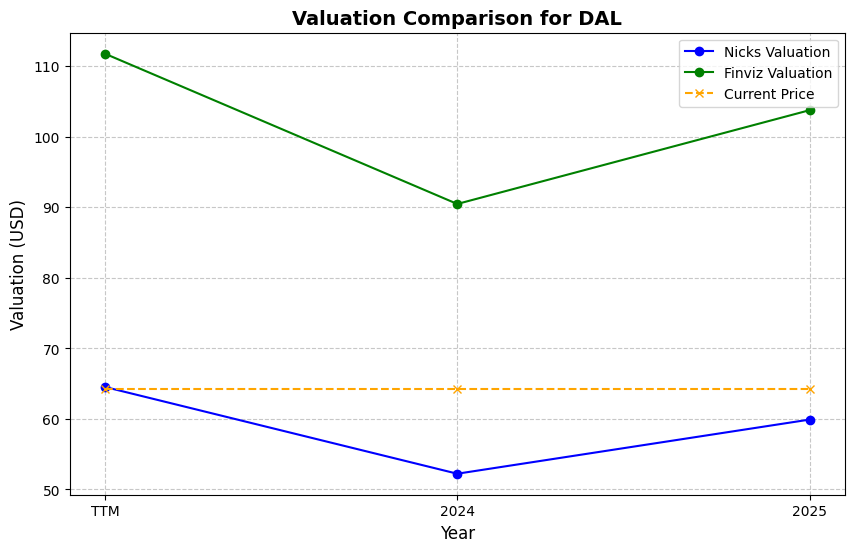 Valuation Comparison for DAL
Nicks Valuation
Finviz Valuation
Current Price
Valuation (USD)
110
100
90
80
70
60
50
TTM
2024
2025
Year